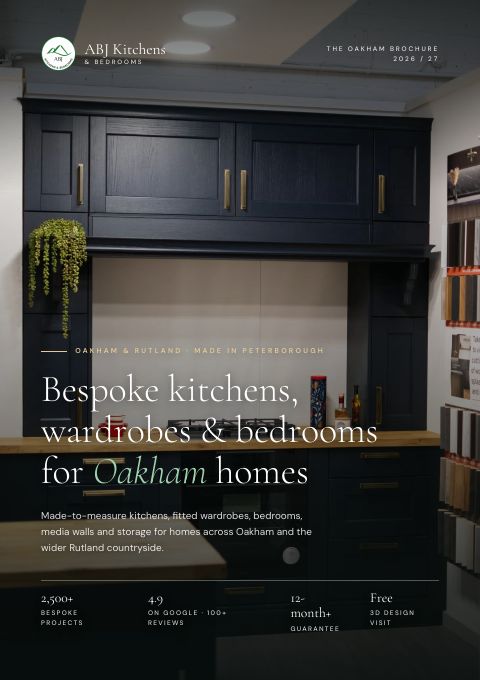 ABJ Kitchens
& BEDROOMS
THE OAKHAM BROCHURE
2026 / 27
ABJ
OAKHAM & RUTLAND · MADE IN PETERBOROUGH
Bespoke kitchens,
wardrobes & bedrooms
for Oakham homes
Made-to-measure kitchens, fitted wardrobes, bedrooms,
media walls and storage for homes across Oakham and the
wider Rutland countryside.
2,500+
BESPOKE
PROJECTS
4.9
ON GOOGLE · 100+
REVIEWS
12-
month+
GUARANTEE
Free
3D DESIGN
VISIT